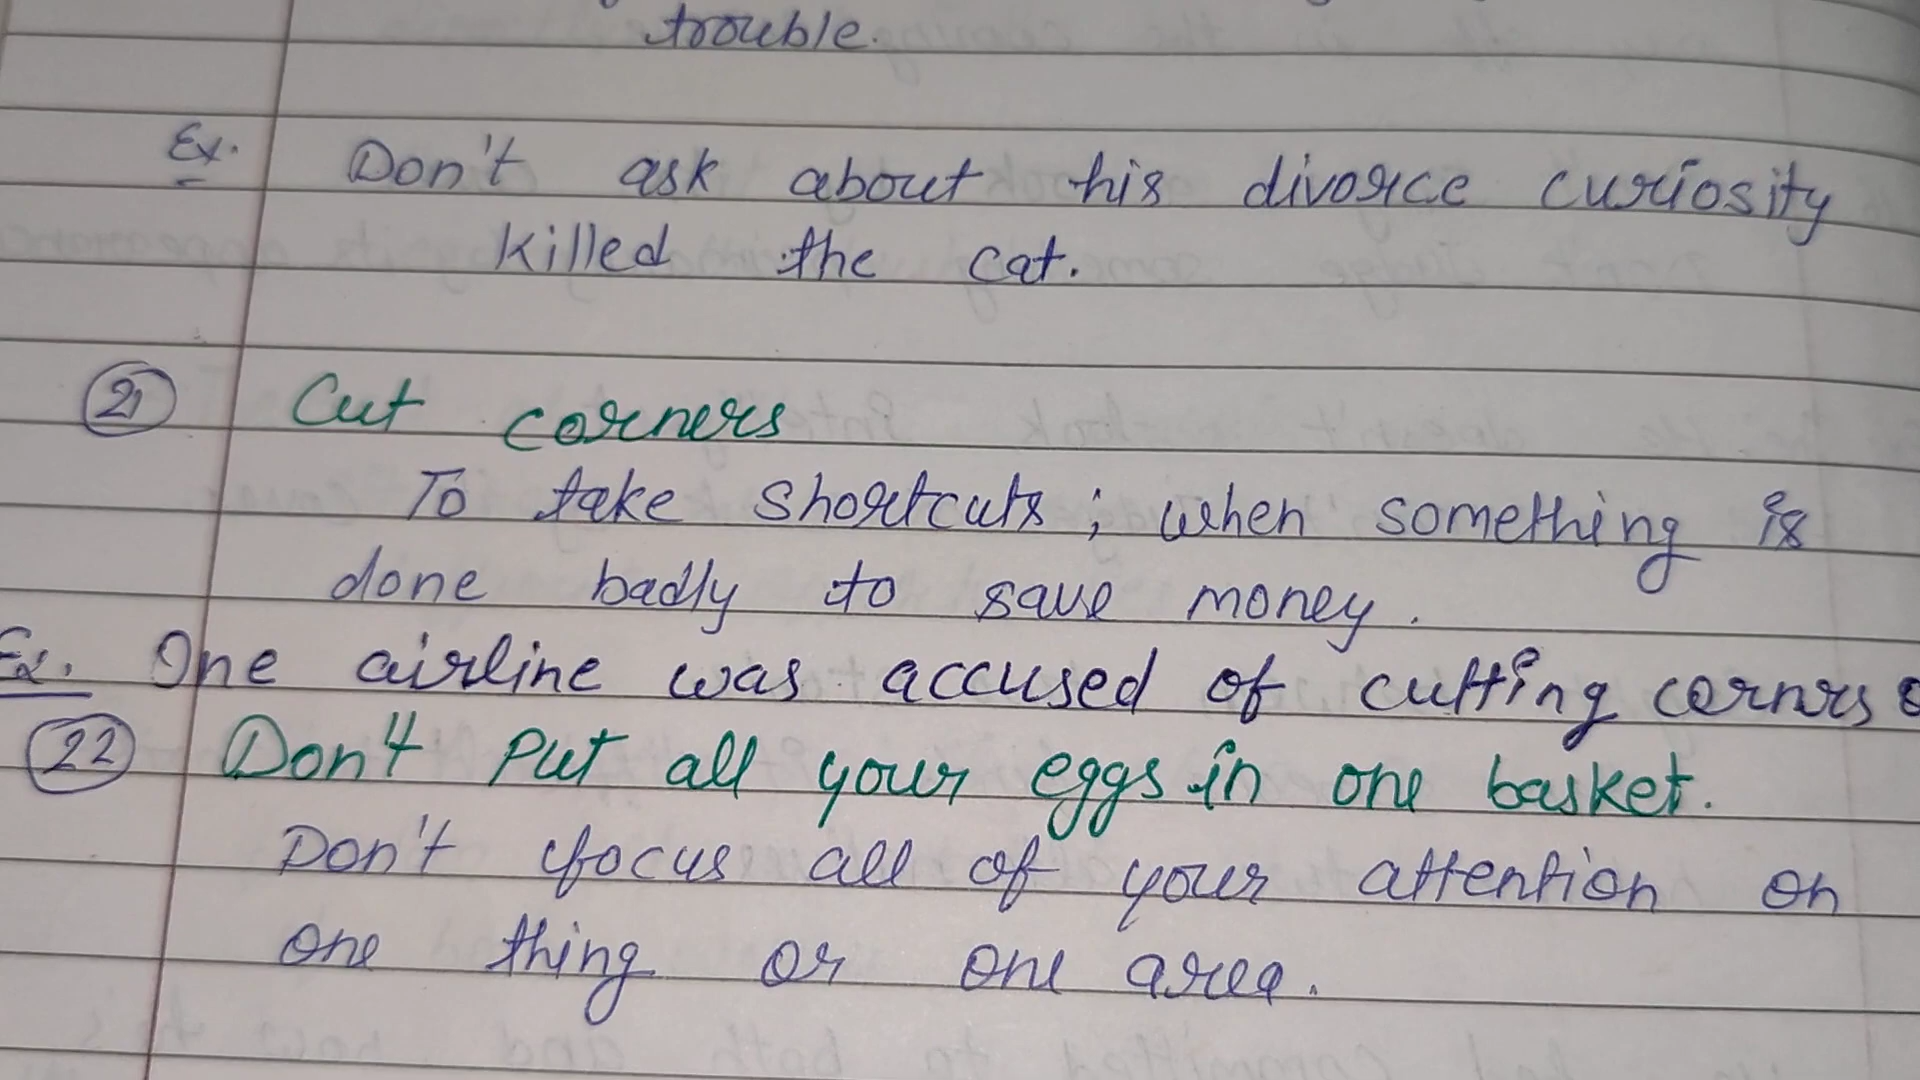 trouble.
Ex. Don't ask about his divorce curiosity
killed the cat.
21 Cut corners
To take shortcuts; when something is
done badly to save money.
Ex. One airline was accused of cutting corners
22 Don't Put all your eggs in one basket.
Don't focus all of your attention on
one thing or one area.